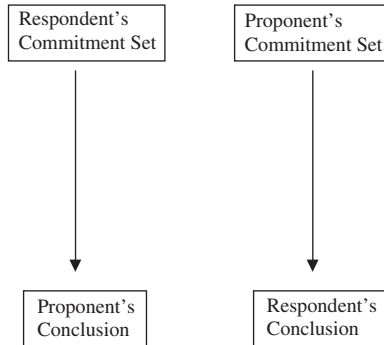 Respondent's
Commitment Set
Proponent's
Commitment Set
Proponent's
Conclusion
Respondent's
Conclusion